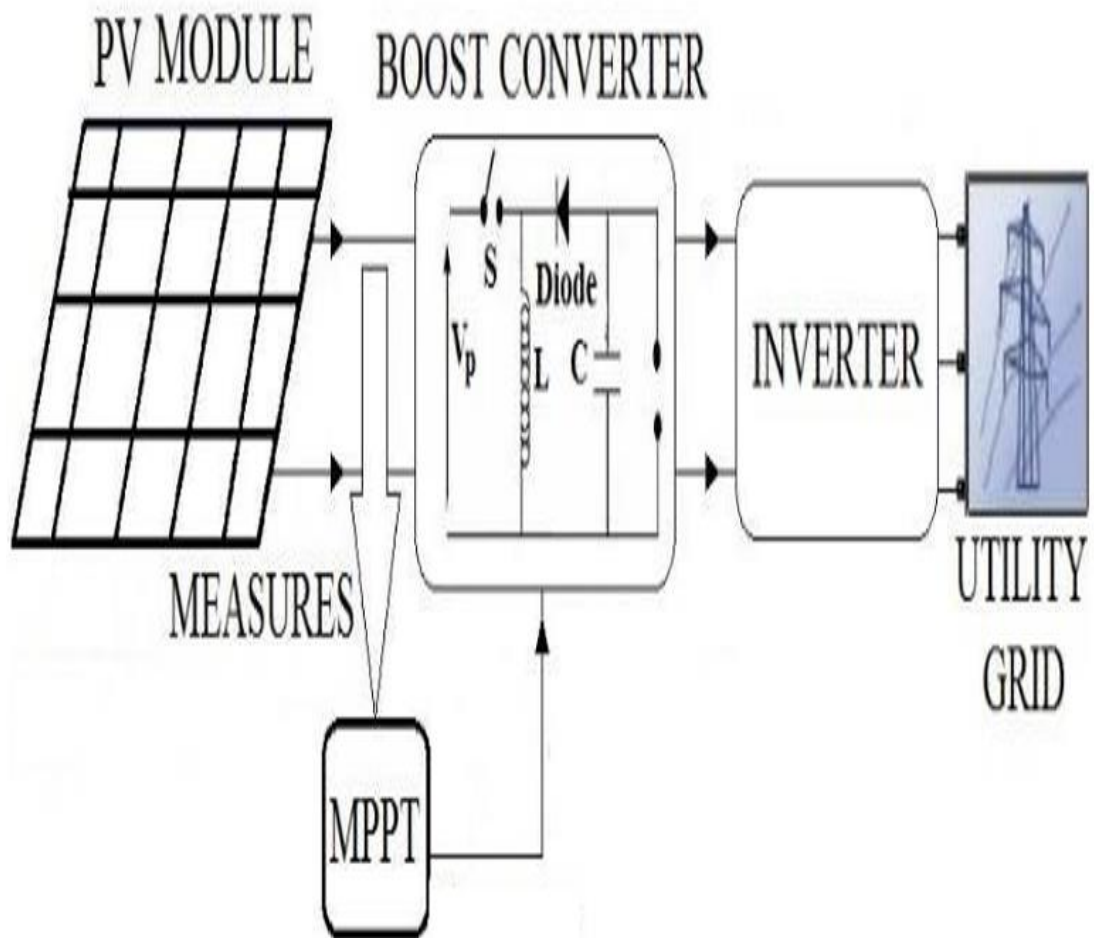 PV MODULE
BOOST CONVERTER
S
Diode
Vp
L
C
INVERTER
MEASURES
UTILITY
GRID
MPPT